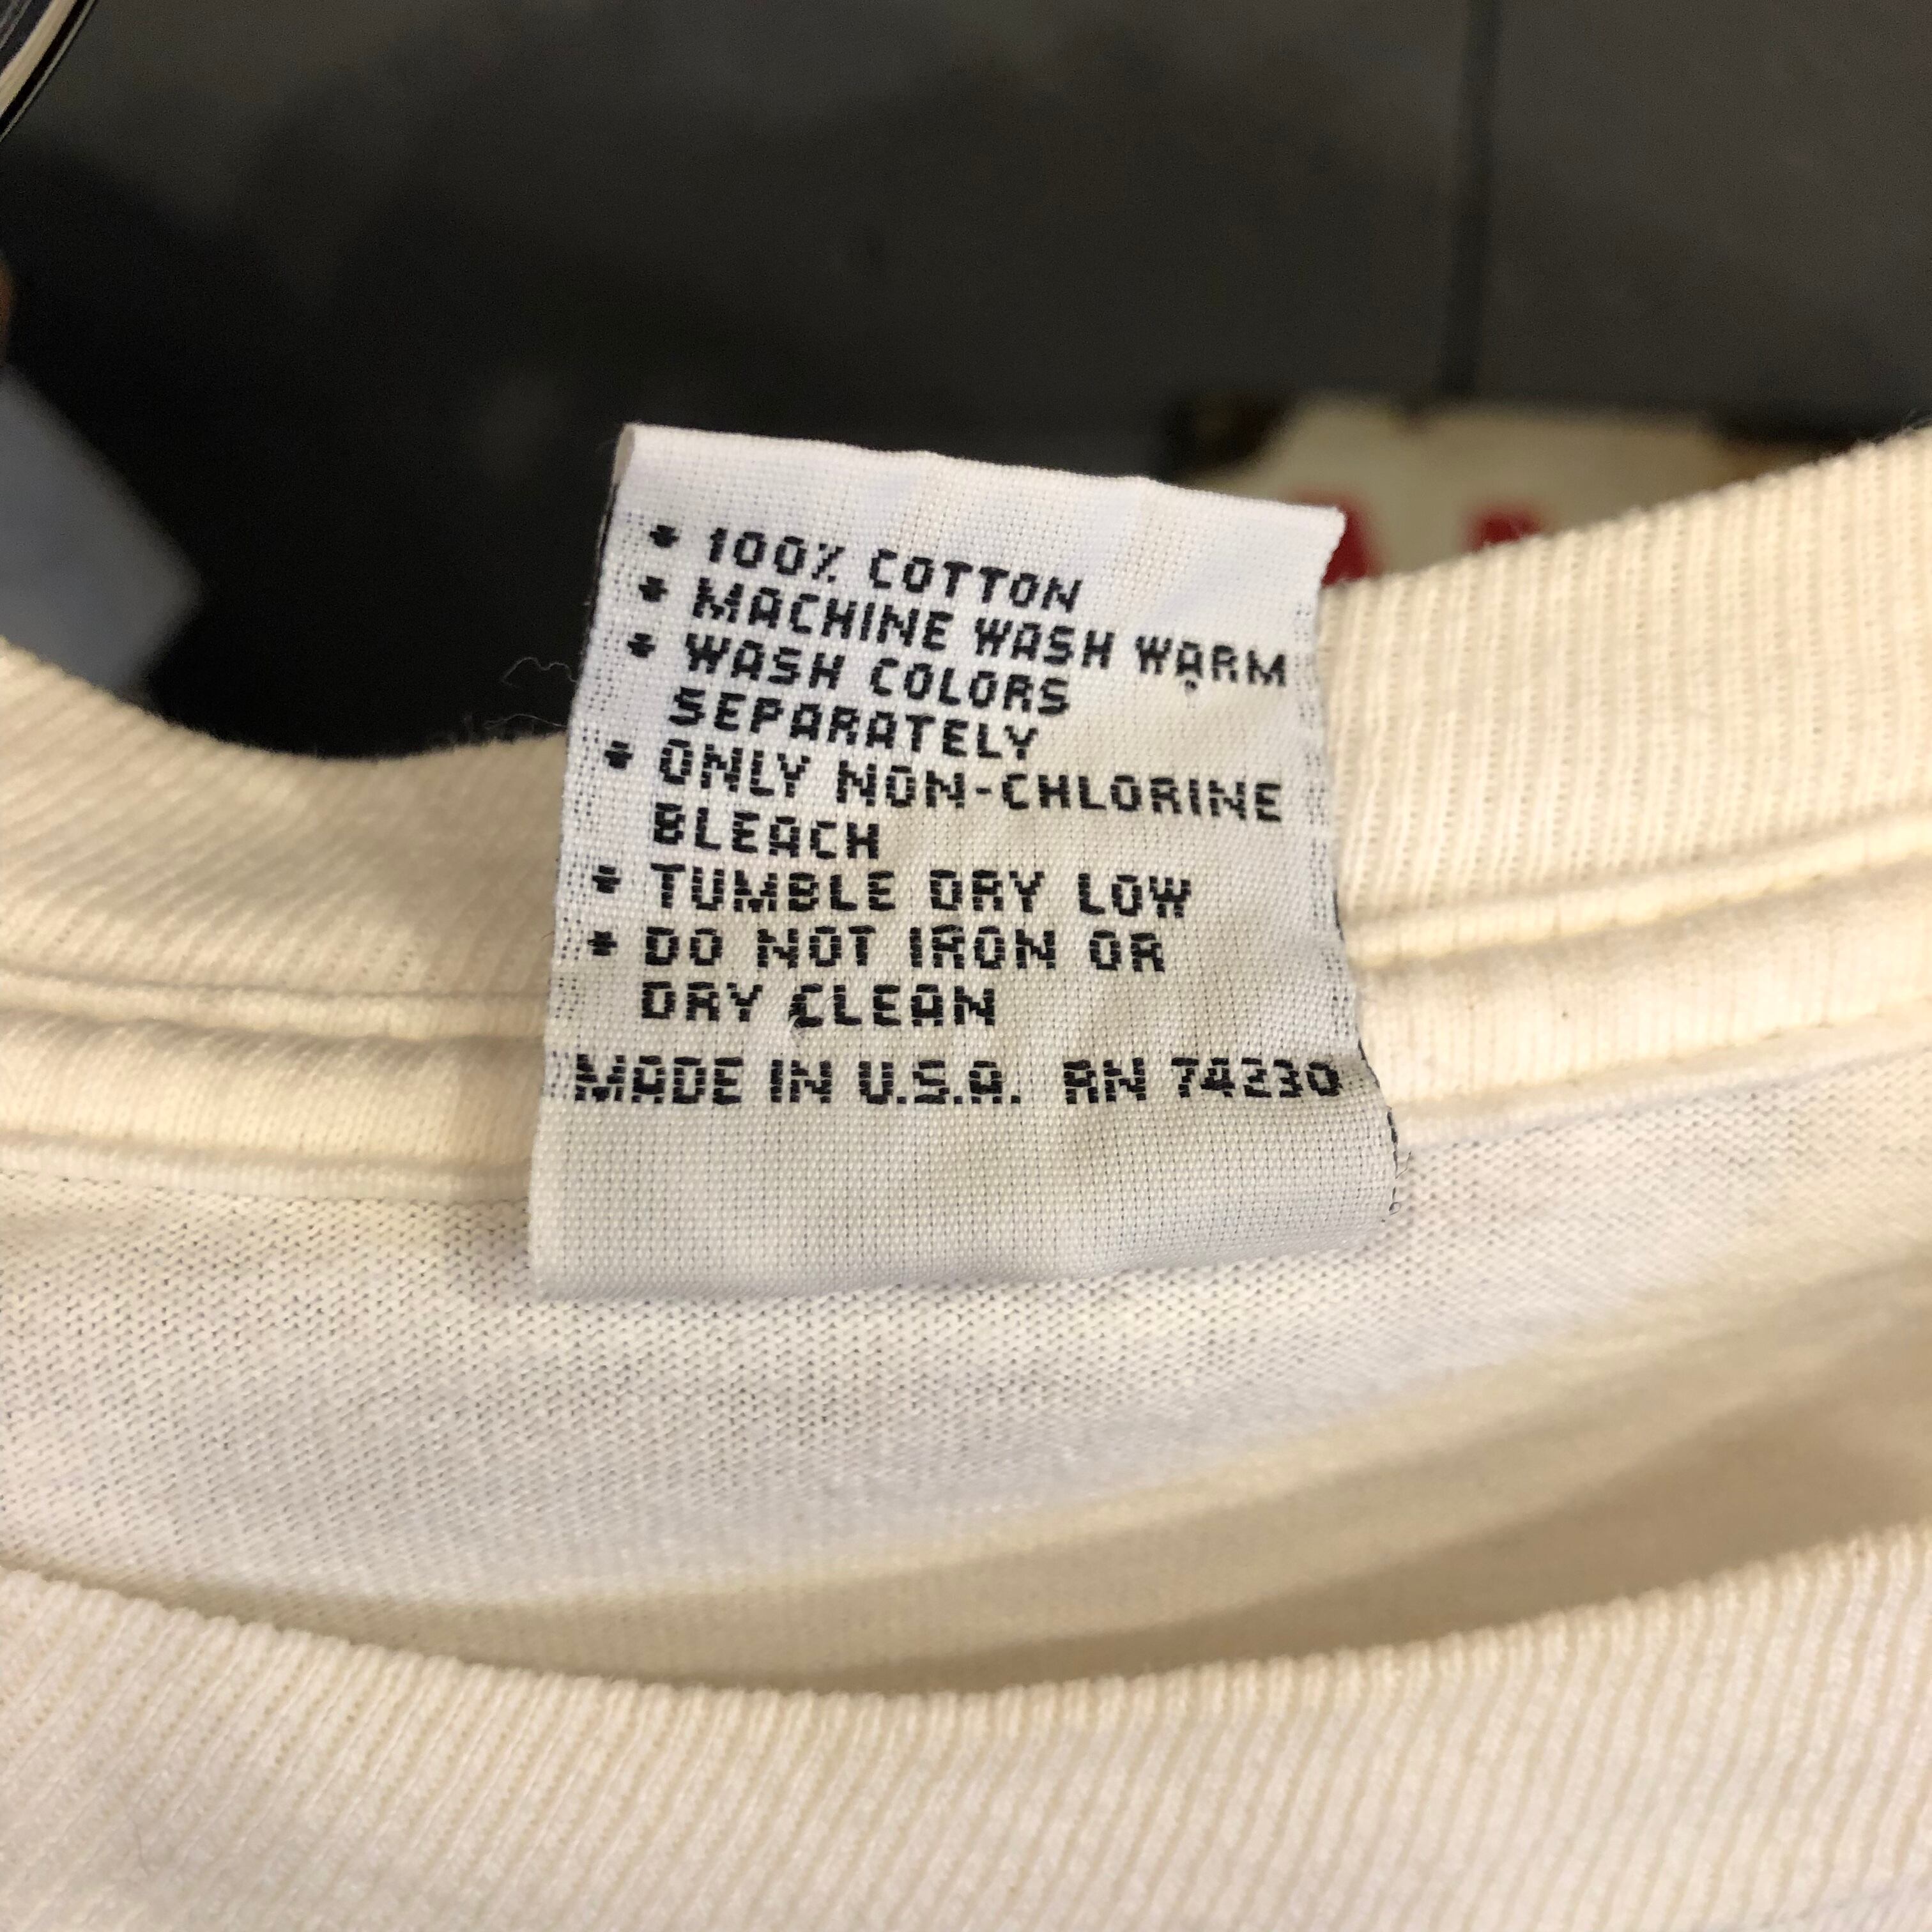 * 100% COTTON
* MACHINE WASH WARM
* WASH COLORS
SEPARATELY
* ONLY NON-CHLORINE
BLEACH
* TUMBLE DRY LOW
* DO NOT IRON OR
DRY CLEAN
MADE IN U.S.A. RN 74230